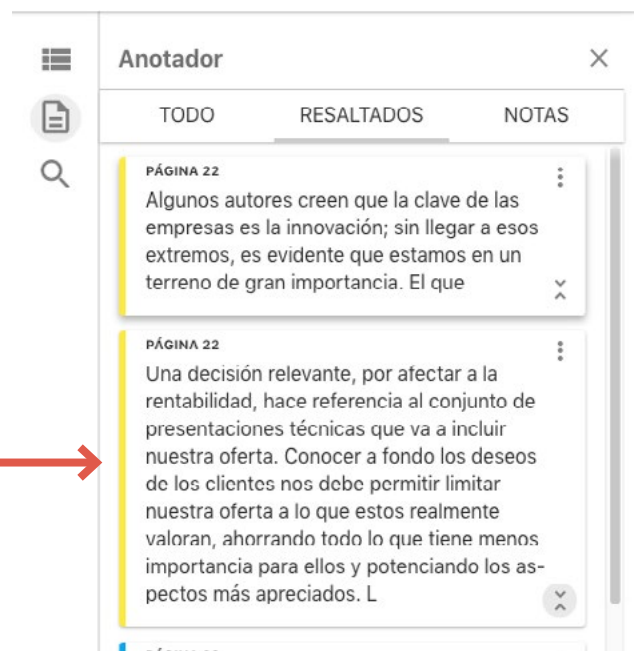 Anotador
TODO RESALTADOS NOTAS
PÁGINA 22
Algunos autores creen que la clave de las
empresas es la innovación; sin llegar a esos
extremos, es evidente que estamos en un
terreno de gran importancia. El que
PÁGINA 22
Una decisión relevante, por afectar a la
rentabilidad, hace referencia al conjunto de
presentaciones técnicas que va a incluir
nuestra oferta. Conocer a fondo los deseos
de los clientes nos debe permitir limitar
nuestra oferta a lo que estos realmente
valoran, ahorrando todo lo que tiene menos
importancia para ellos y potenciando los as-
pectos más apreciados. L